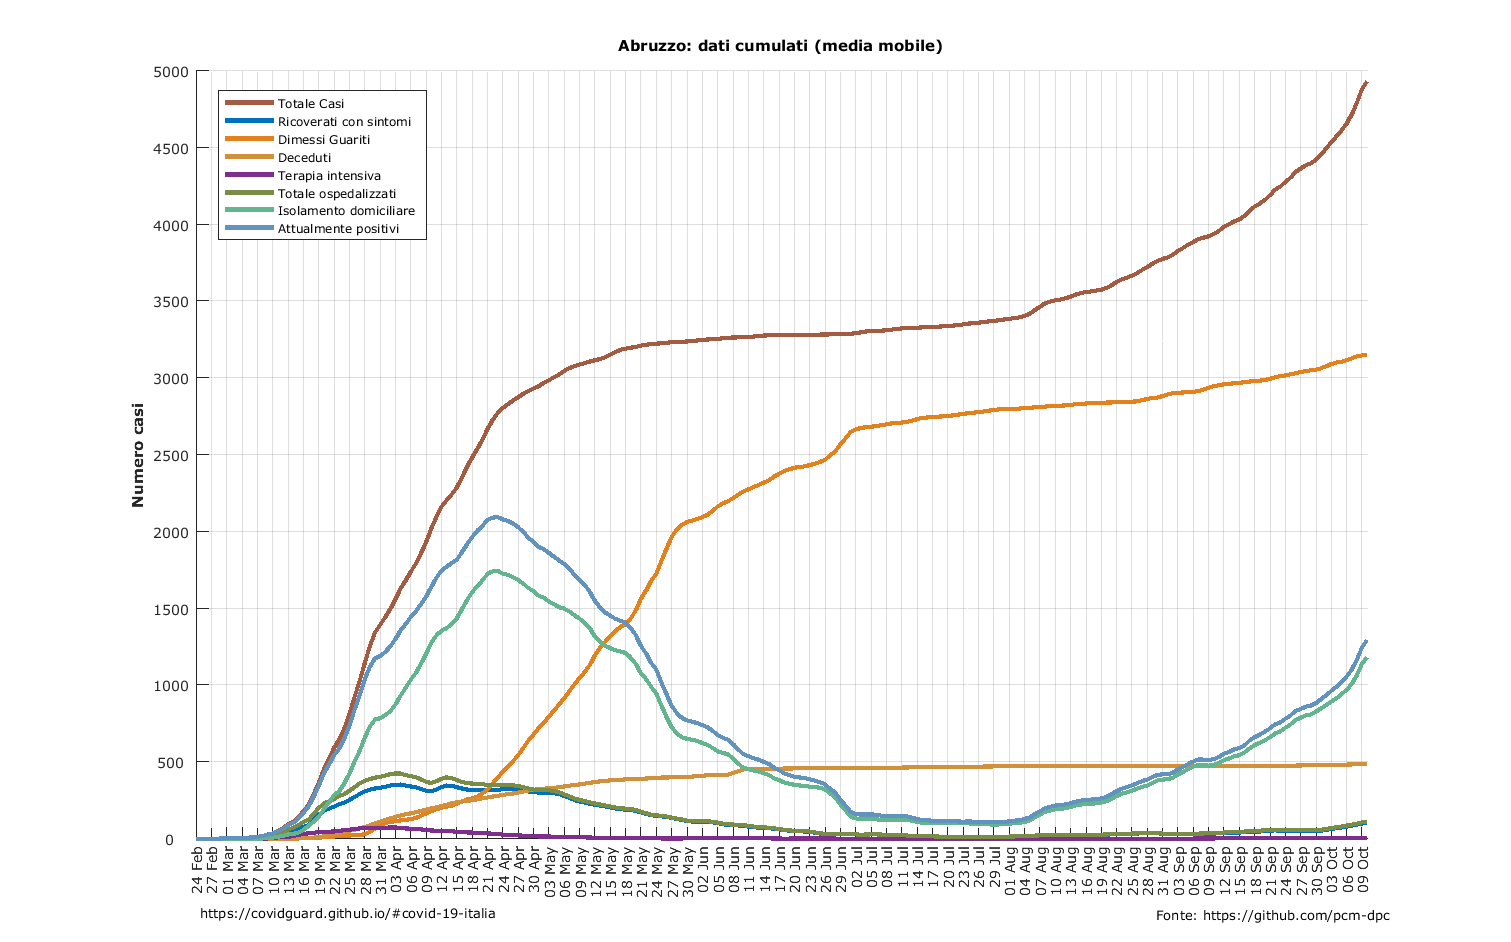 Abruzzo: dati cumulati (media mobile)
5000
4500
4000
3500
3000
2500
2000
1500
1000
500
0
Numero casi
Totale Casi
Ricoverati con sintomi
Dimessi Guariti
Deceduti
Terapia intensiva
Totale ospedalizzati
Isolamento domiciliare
Attualmente positivi
24 Feb
27 Feb
01 Mar
04 Mar
07 Mar
10 Mar
13 Mar
16 Mar
19 Mar
22 Mar
25 Mar
28 Mar
31 Mar
03 Apr
06 Apr
09 Apr
12 Apr
15 Apr
18 Apr
21 Apr
24 Apr
27 Apr
30 Apr
03 May
06 May
09 May
12 May
15 May
18 May
21 May
24 May
27 May
30 May
02 Jun
05 Jun
08 Jun
11 Jun
14 Jun
17 Jun
20 Jun
23 Jun
26 Jun
29 Jun
02 Jul
05 Jul
08 Jul
11 Jul
14 Jul
17 Jul
20 Jul
23 Jul
26 Jul
29 Jul
01 Aug
04 Aug
07 Aug
10 Aug
13 Aug
16 Aug
19 Aug
22 Aug
25 Aug
28 Aug
31 Aug
03 Sep
06 Sep
09 Sep
12 Sep
15 Sep
18 Sep
21 Sep
24 Sep
27 Sep
30 Sep
03 Oct
06 Oct
09 Oct
https://covidguard.github.io/#covid-19-italia
Fonte: https://github.com/pcm-dpc